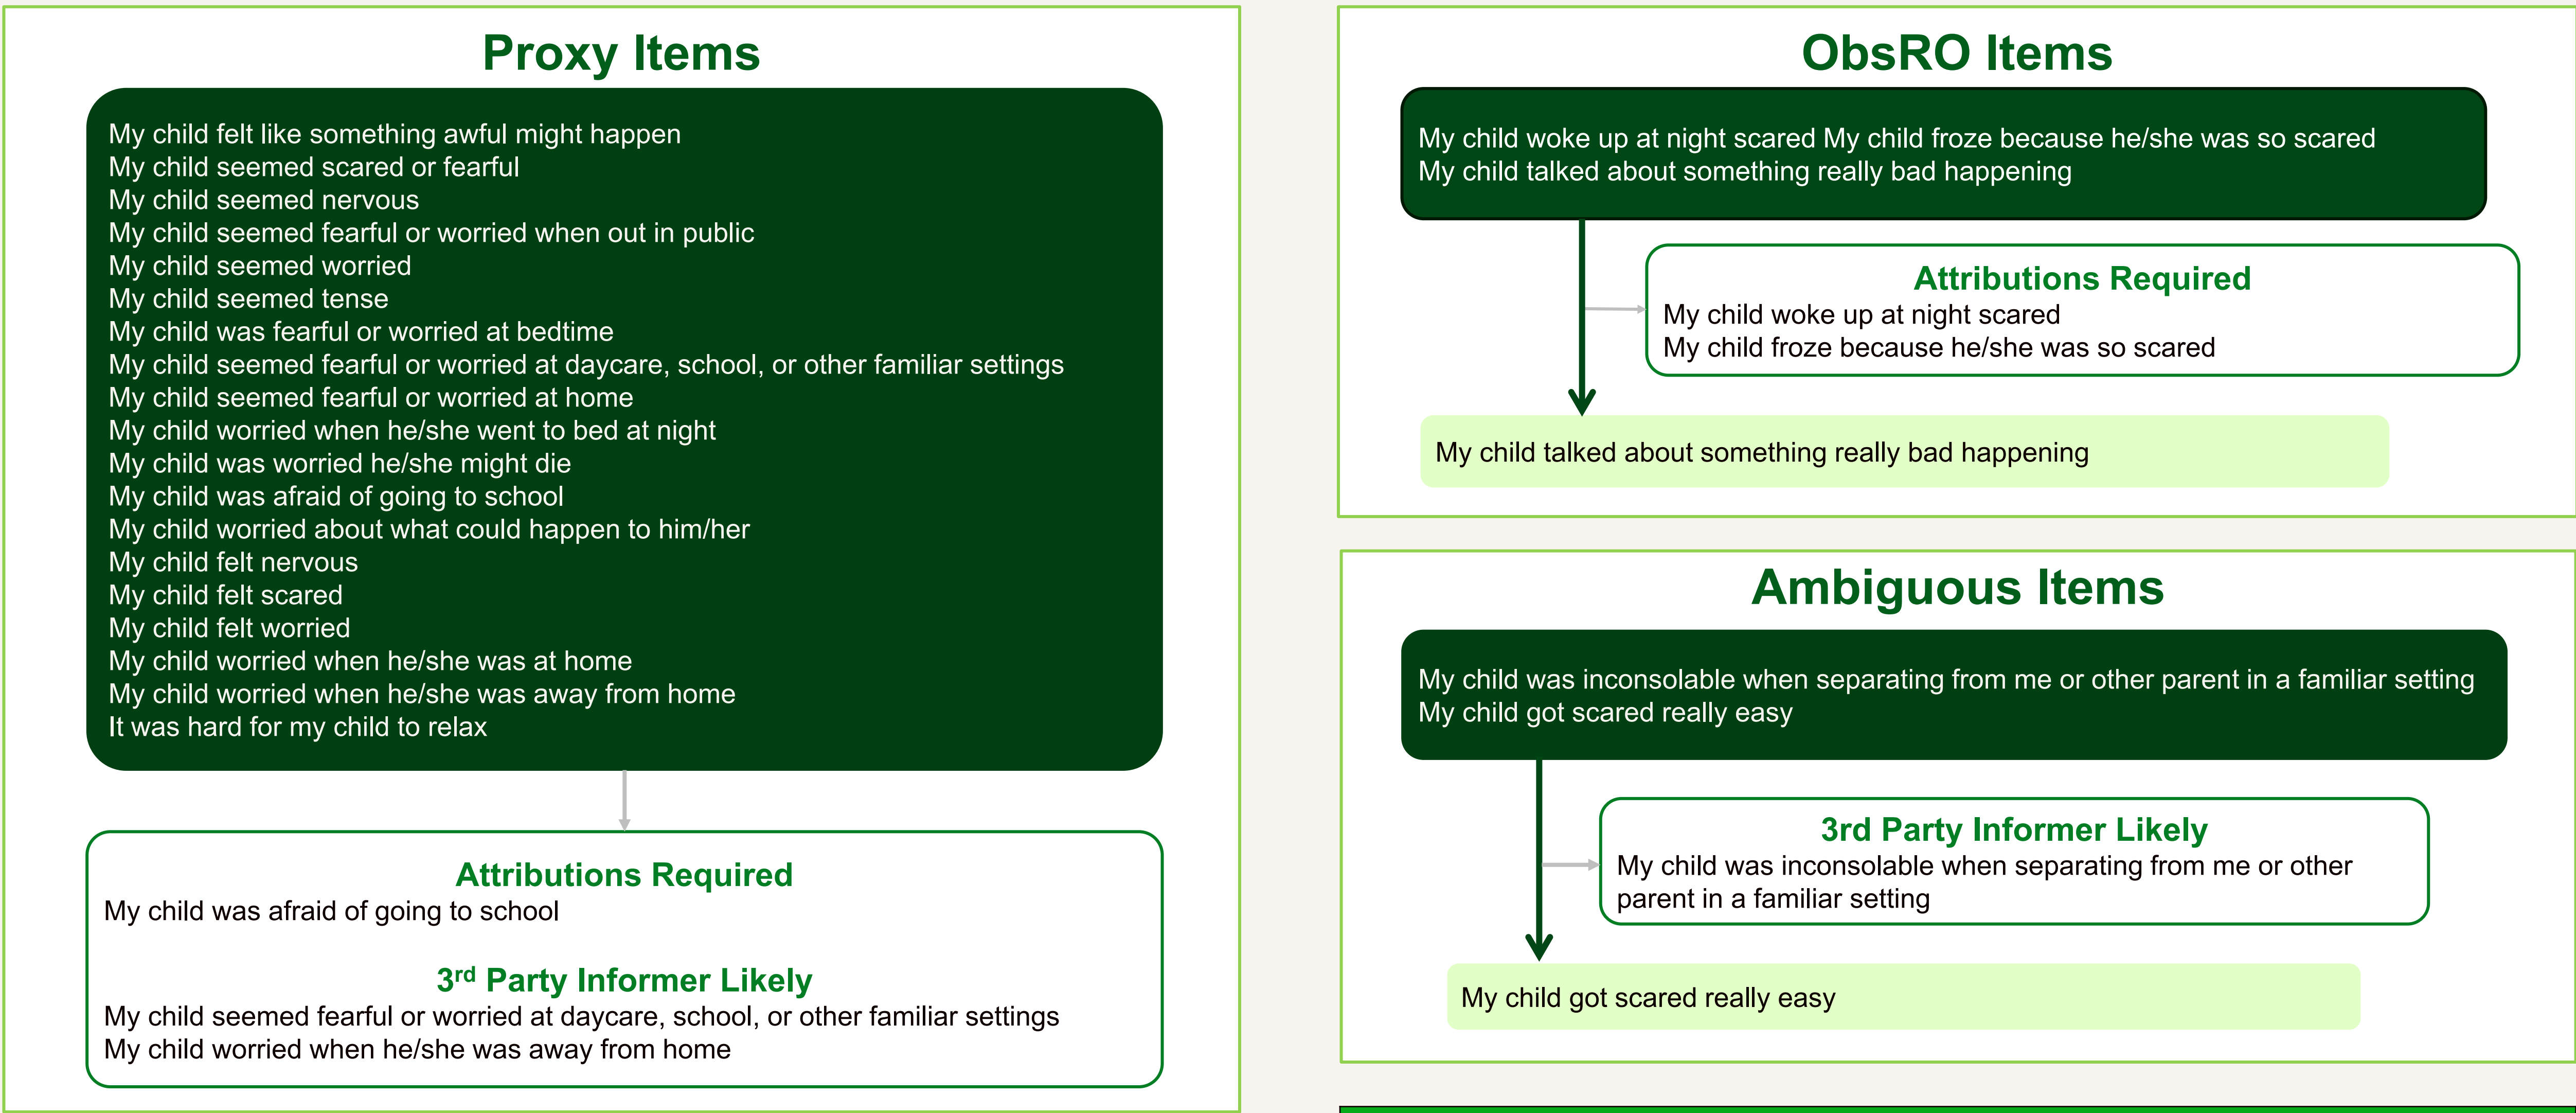 Proxy Items
My child felt like something awful might happen
My child seemed scared or fearful
My child seemed nervous
My child seemed fearful or worried when out in public
My child seemed worried
My child seemed tense
My child was fearful or worried at bedtime
My child seemed fearful or worried at daycare, school, or other familiar settings
My child seemed fearful or worried at home
My child worried when he/she went to bed at night
My child was worried he/she might die
My child was afraid of going to school
My child worried about what could happen to him/her
My child felt nervous
My child felt scared
My child felt worried
My child worried when he/she was at home
My child worried when he/she was away from home
It was hard for my child to relax
Attributions Required
My child was afraid of going to school
3rd Party Informer Likely
My child seemed fearful or worried at daycare, school, or other familiar settings
My child worried when he/she was away from home
ObsRO Items
My child woke up at night scared My child froze because he/she was so scared
My child talked about something really bad happening
Attributions Required
My child woke up at night scared
My child froze because he/she was so scared
My child talked about something really bad happening
Ambiguous Items
My child was inconsolable when separating from me or other parent in a familiar setting
My child got scared really easy
3rd Party Informer Likely
My child was inconsolable when separating from me or other
parent in a familiar setting
My child got scared really easy